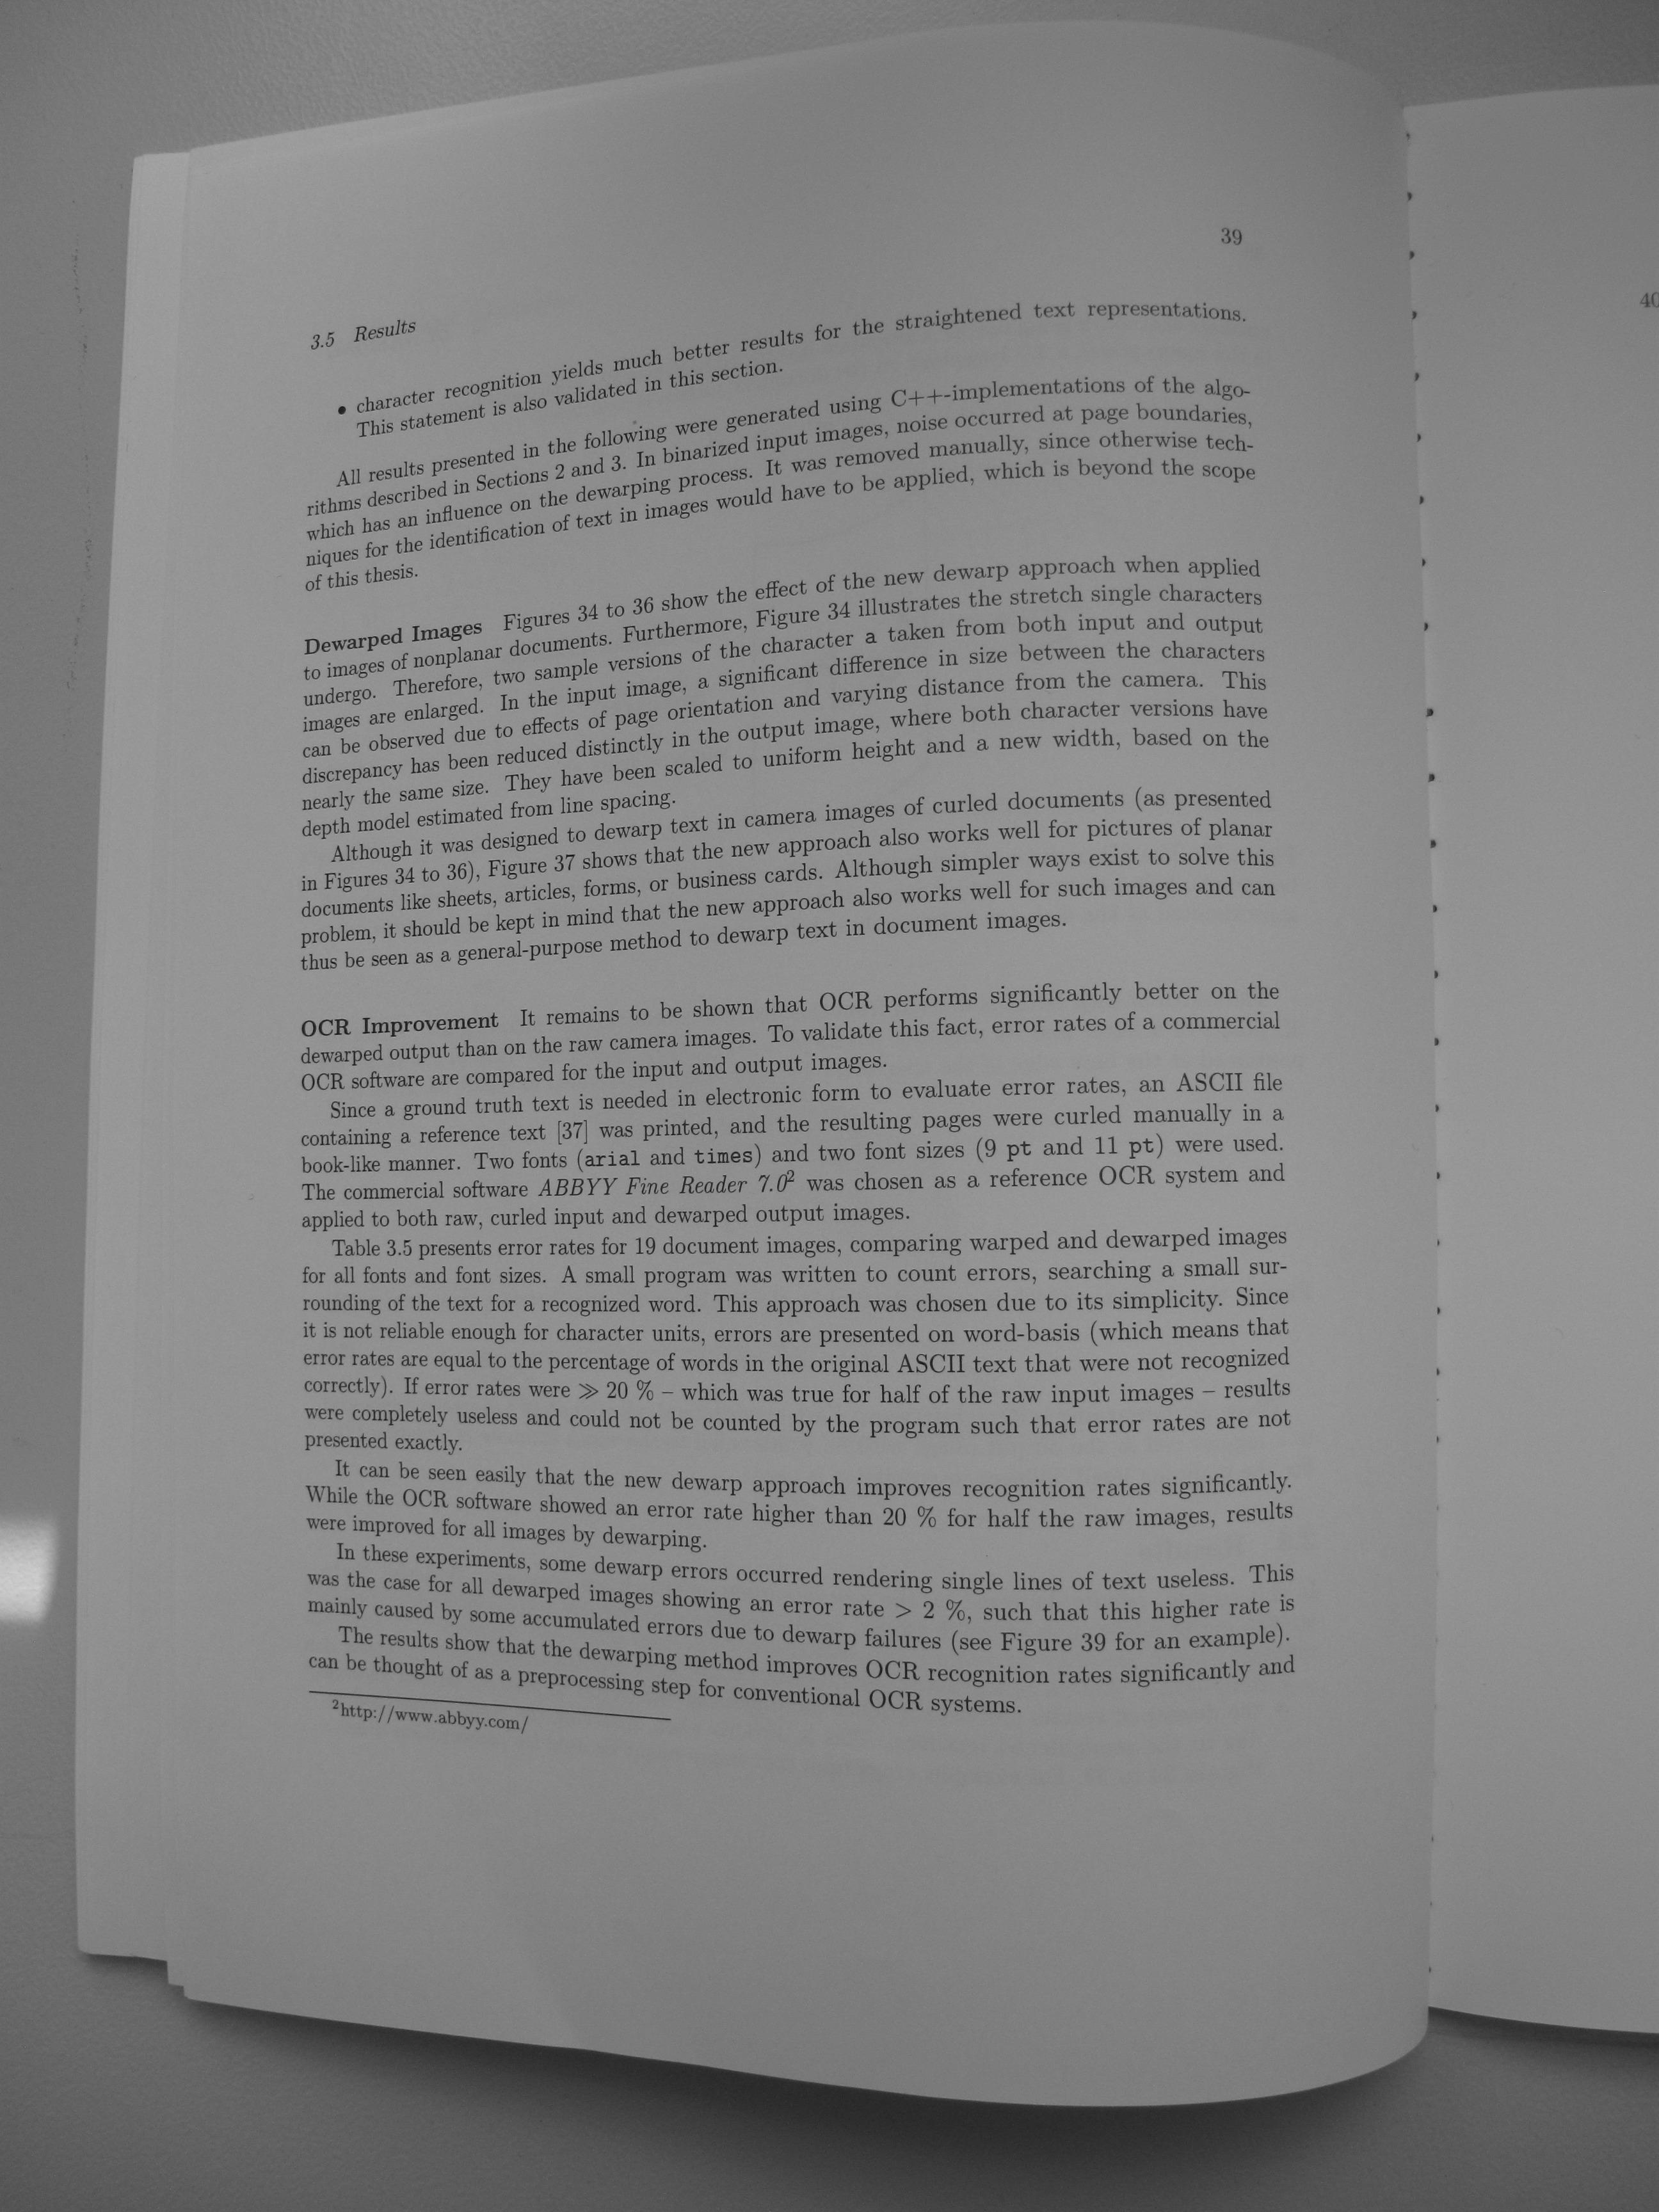 39
3.5 Results
• character recognition yields much better results for the straightened text representations.
This statement is also validated in this section.
All results presented in the following were generated using C++-implementations of the algo-
rithms described in Sections 2 and 3. In binarized input images, noise occurred at page boundaries,
which has an influence on the dewarping process. It was removed manually, since otherwise tech-
niques for the identification of text in images would have to be applied, which is beyond the scope
of this thesis.
Dewarped Images Figures 34 to 36 show the effect of the new dewarp approach when applied
to images of nonplanar documents. Furthermore, Figure 34 illustrates the stretch single characters
undergo. Therefore, two sample versions of the character a taken from both input and output
images are enlarged. In the input image, a significant difference in size between the characters
can be observed due to effects of page orientation and varying distance from the camera. This
discrepancy has been reduced distinctly in the output image, where both character versions have
nearly the same size. They have been scaled to uniform height and a new width, based on the
depth model estimated from line spacing.
Although it was designed to dewarp text in camera images of curled documents (as presented
in Figures 34 to 36), Figure 37 shows that the new approach also works well for pictures of planar
documents like sheets, articles, forms, or business cards. Although simpler ways exist to solve this
problem, it should be kept in mind that the new approach also works well for such images and can
thus be seen as a general-purpose method to dewarp text in document images.
OCR Improvement It remains to be shown that OCR performs significantly better on the
dewarped output than on the raw camera images. To validate this fact, error rates of a commercial
OCR software are compared for the input and output images.
Since a ground truth text is needed in electronic form to evaluate error rates, an ASCII file
containing a reference text [37] was printed, and the resulting pages were curled manually in a
book-like manner. Two fonts (arial and times) and two font sizes (9 pt and 11 pt) were used.
The commercial software ABBYY Fine Reader 7.0² was chosen as a reference OCR system and
applied to both raw, curled input and dewarped output images.
Table 3.5 presents error rates for 19 document images, comparing warped and dewarped images
for all fonts and font sizes. A small program was written to count errors, searching a small sur-
rounding of the text for a recognized word. This approach was chosen due to its simplicity. Since
it is not reliable enough for character units, errors are presented on word-basis (which means that
error rates are equal to the percentage of words in the original ASCII text that were not recognized
correctly). If error rates were ≫ 20 % – which was true for half of the raw input images – results
were completely useless and could not be counted by the program such that error rates are not
presented exactly.
It can be seen easily that the new dewarp approach improves recognition rates significantly.
While the OCR software showed an error rate higher than 20 % for half the raw images, results
were improved for all images by dewarping.
In these experiments, some dewarp errors occurred rendering single lines of text useless. This
was the case for all dewarped images showing an error rate > 2 %, such that this higher rate is
mainly caused by some accumulated errors due to dewarp failures (see Figure 39 for an example).
The results show that the dewarping method improves OCR recognition rates significantly and
can be thought of as a preprocessing step for conventional OCR systems.
²http://www.abbyy.com/
40